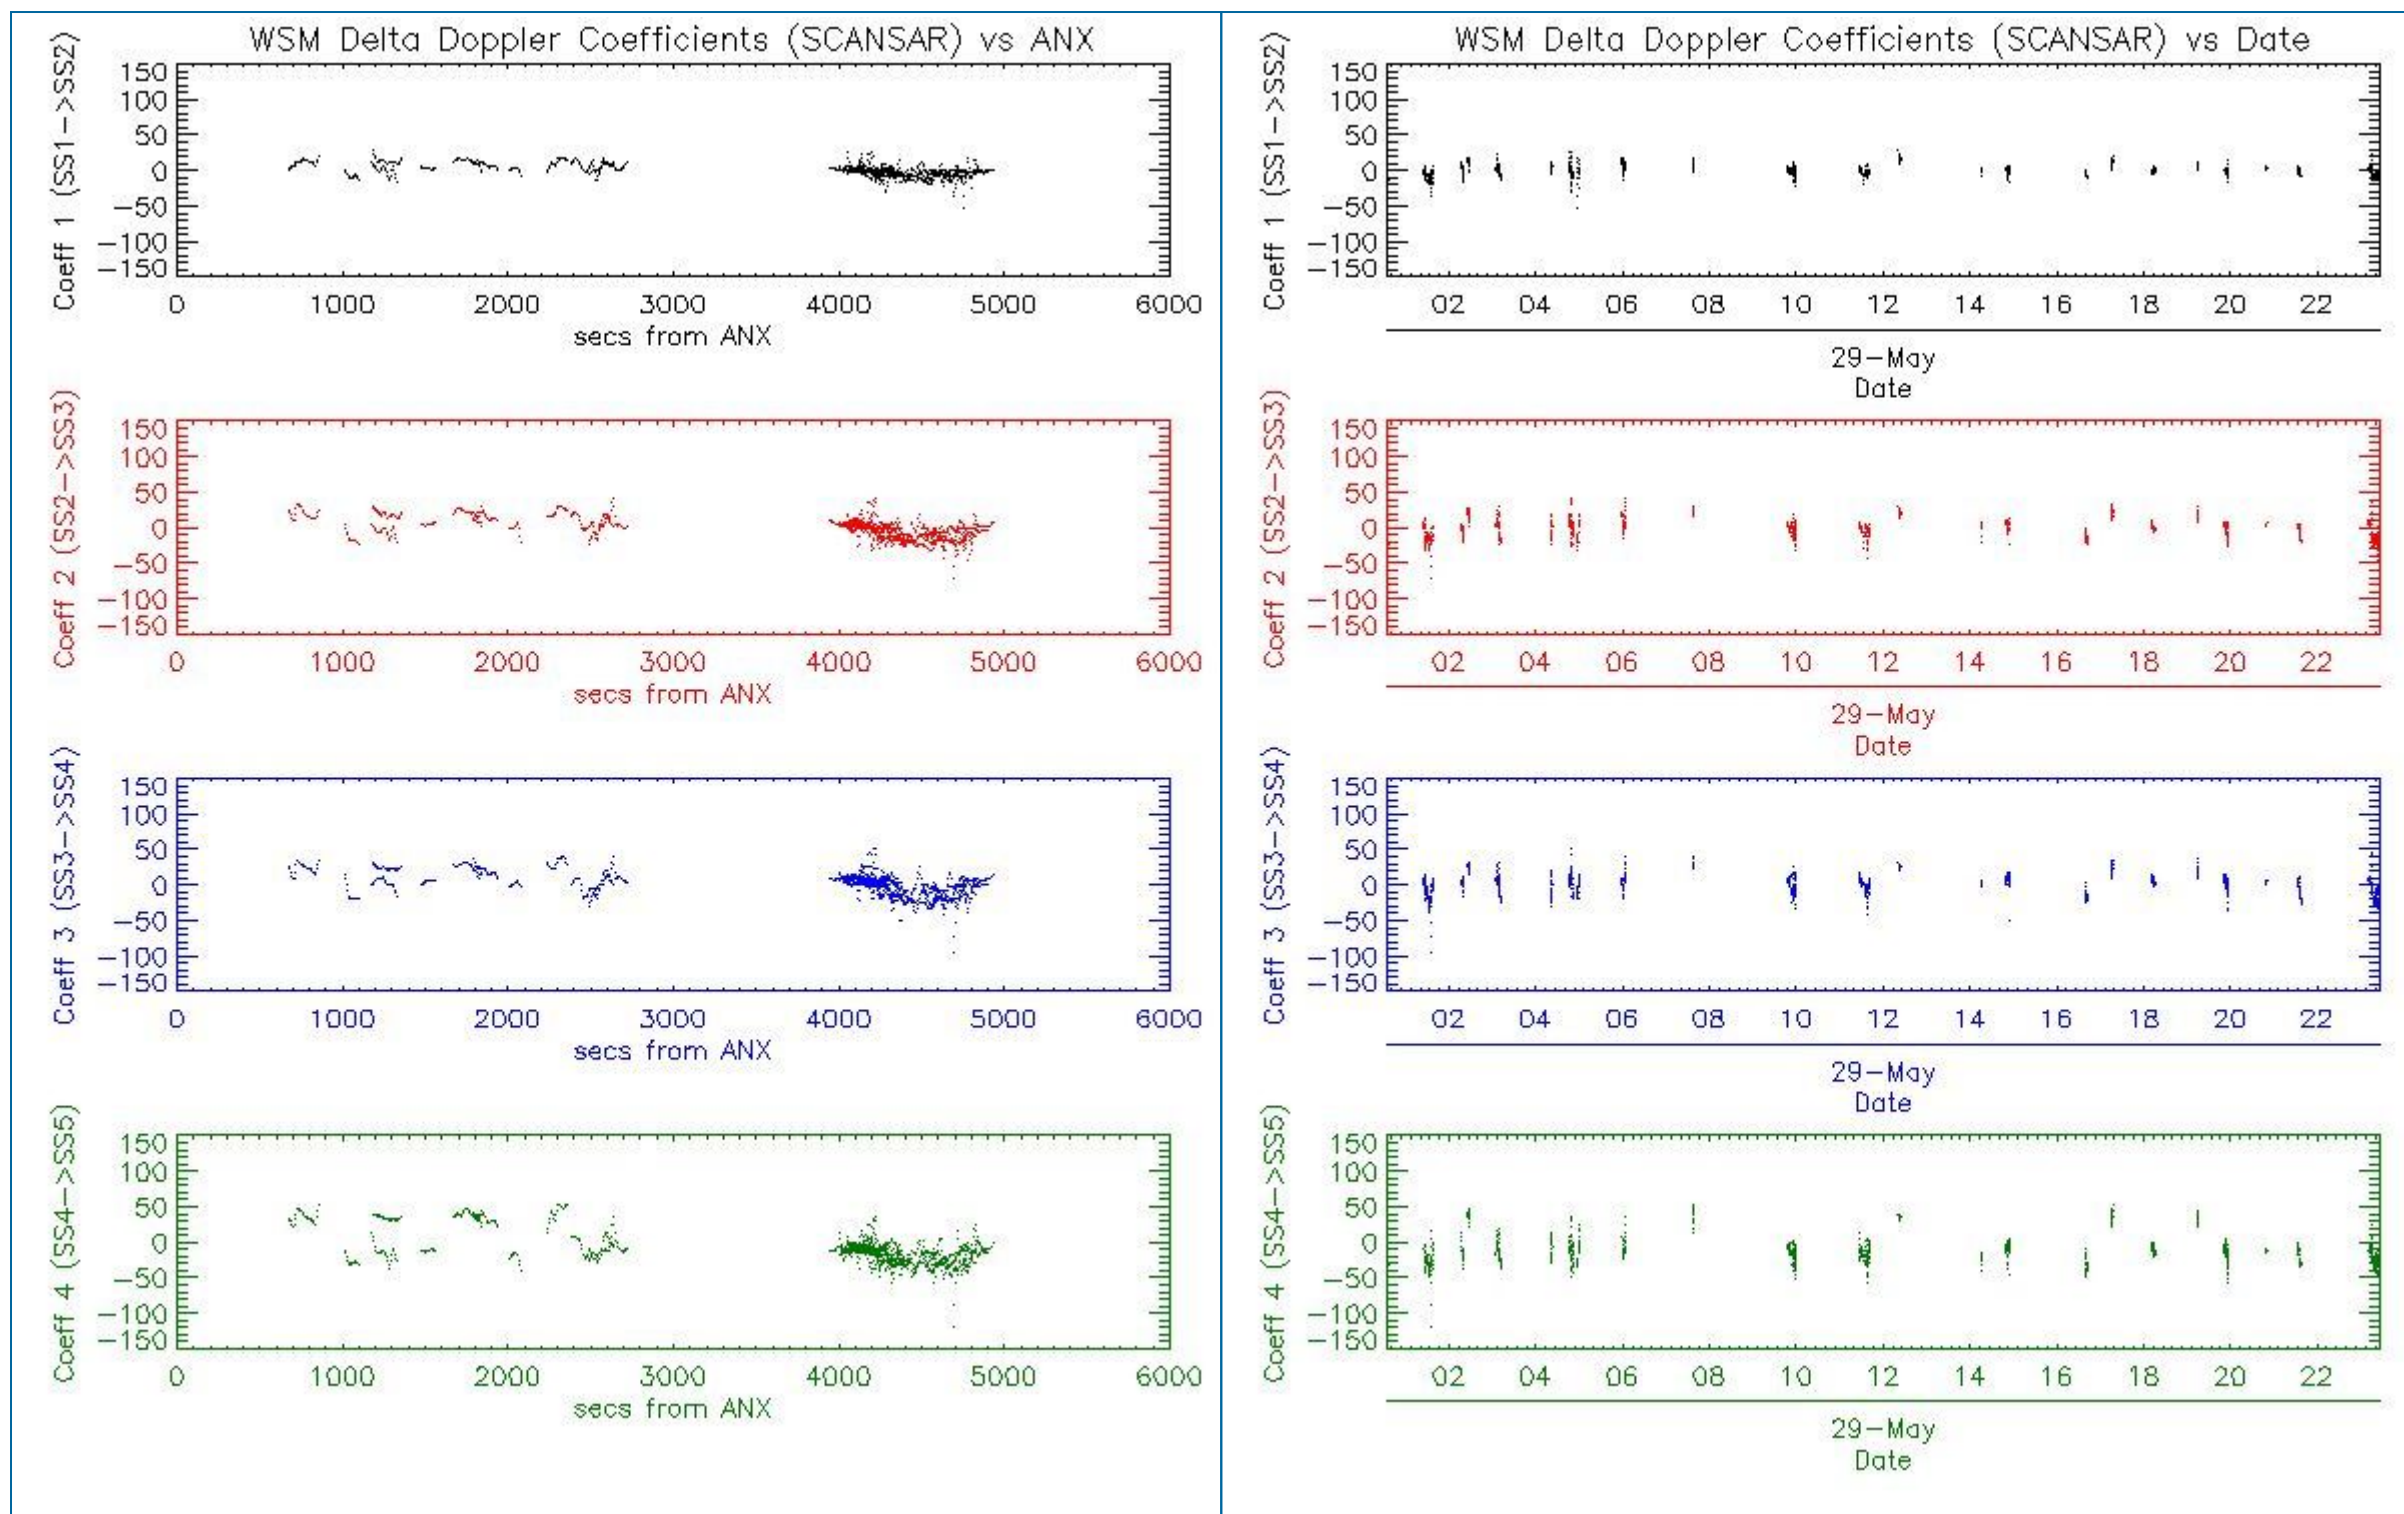 WSM Delta Doppler Coefficients (SCANSAR) vs ANX
Coeff 1 (SS1->SS2)
150
100
50
0
-50
-100
-150
0 1000 2000 3000 4000 5000 6000
secs from ANX
Coeff 2 (SS2->SS3)
150
100
50
0
-50
-100
-150
0 1000 2000 3000 4000 5000 6000
secs from ANX
Coeff 3 (SS3->SS4)
150
100
50
0
-50
-100
-150
0 1000 2000 3000 4000 5000 6000
secs from ANX
Coeff 4 (SS4->SS5)
150
100
50
0
-50
-100
-150
0 1000 2000 3000 4000 5000 6000
secs from ANX
WSM Delta Doppler Coefficients (SCANSAR) vs Date
Coeff 1 (SS1->SS2)
150
100
50
0
-50
-100
-150
02 04 06 08 10 12 14 16 18 20 22
29-May
Date
Coeff 2 (SS2->SS3)
150
100
50
0
-50
-100
-150
02 04 06 08 10 12 14 16 18 20 22
29-May
Date
Coeff 3 (SS3->SS4)
150
100
50
0
-50
-100
-150
02 04 06 08 10 12 14 16 18 20 22
29-May
Date
Coeff 4 (SS4->SS5)
150
100
50
0
-50
-100
-150
02 04 06 08 10 12 14 16 18 20 22
29-May
Date